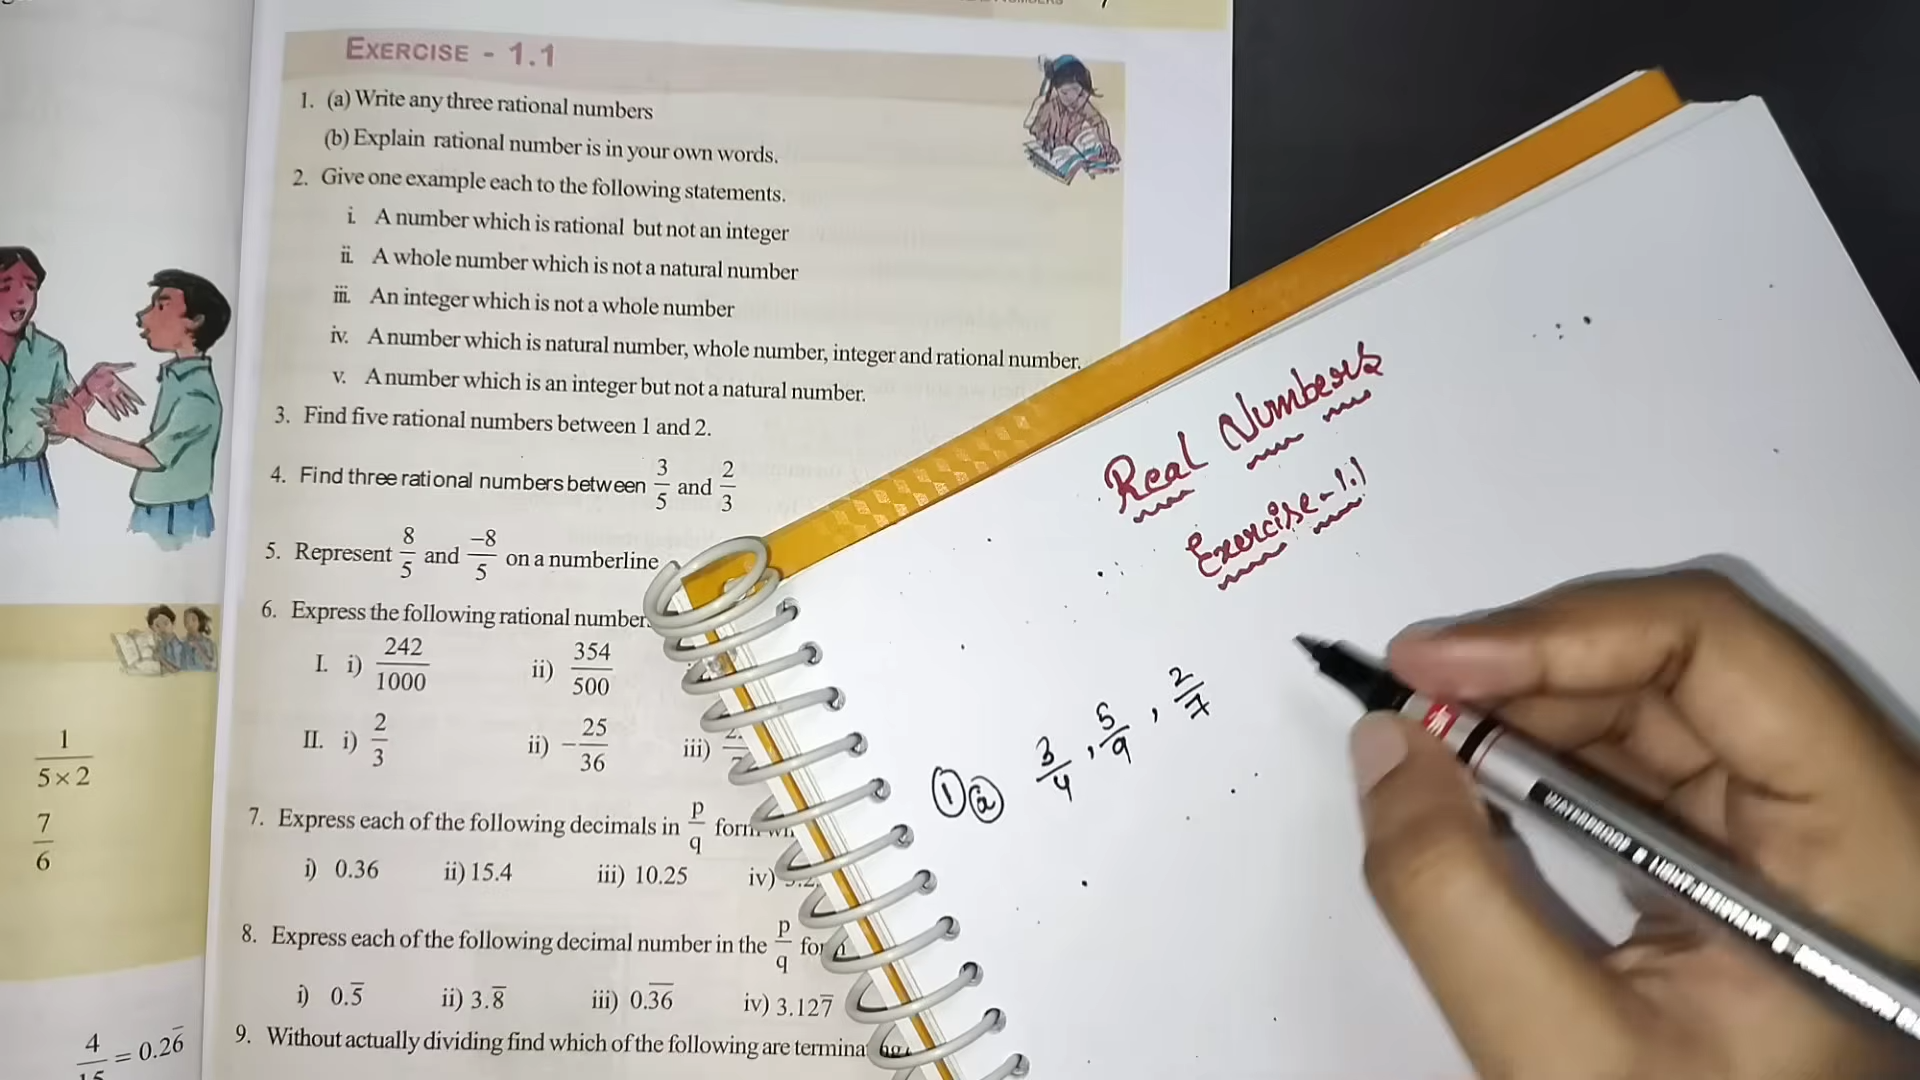 EXERCISE - 1.1
1. (a) Write any three rational numbers
(b) Explain rational number is in your own words.
2. Give one example each to the following statements.
i. A number which is rational but not an integer
ii. A whole number which is not a natural number
iii. An integer which is not a whole number
iv. A number which is natural number, whole number, integer and rational number.
v. A number which is an integer but not a natural number.
3. Find five rational numbers between 1 and 2.
4. Find three rational numbers between 3/5 and 2/3
5. Represent 8/5 and -8/5 on a numberline
6. Express the following rational
I. i) 242/1000 ii) 354/500
II. i) 2/3 ii) -25/36 iii)
7. Express each of the following decimals in p/q form
i) 0.36 ii) 15.4 iii) 10.25 iv)
8. Express each of the following decimal number in the p/q
i) 0.5̅ ii) 3.8̅ iii) 0.3̅6̅ iv) 3.127̅
9. Without actually dividing find which of the following are
1/(5×2)
7/6
4/15 = 0.26̅
Real Numbers
Exercise - 1.1
① ⓐ 3/4, 5/9, 2/7
WATERPROOF & LIGHT-RESISTANT